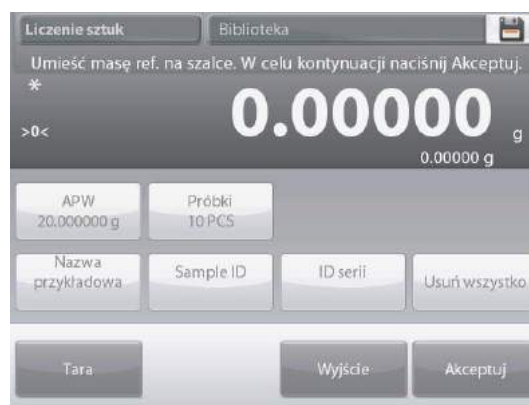 Liczenie sztuk Biblioteka
Umieść masę ref. na szalce. W celu kontynuacji naciśnij Akceptuj.
*
0.00000 g
>0<
0.00000 g
APW Próbki
20.000000 g 10 PCS
Nazwa przykładowa Sample ID ID serii Usuń wszystko
Tara Wyjście Akceptuj